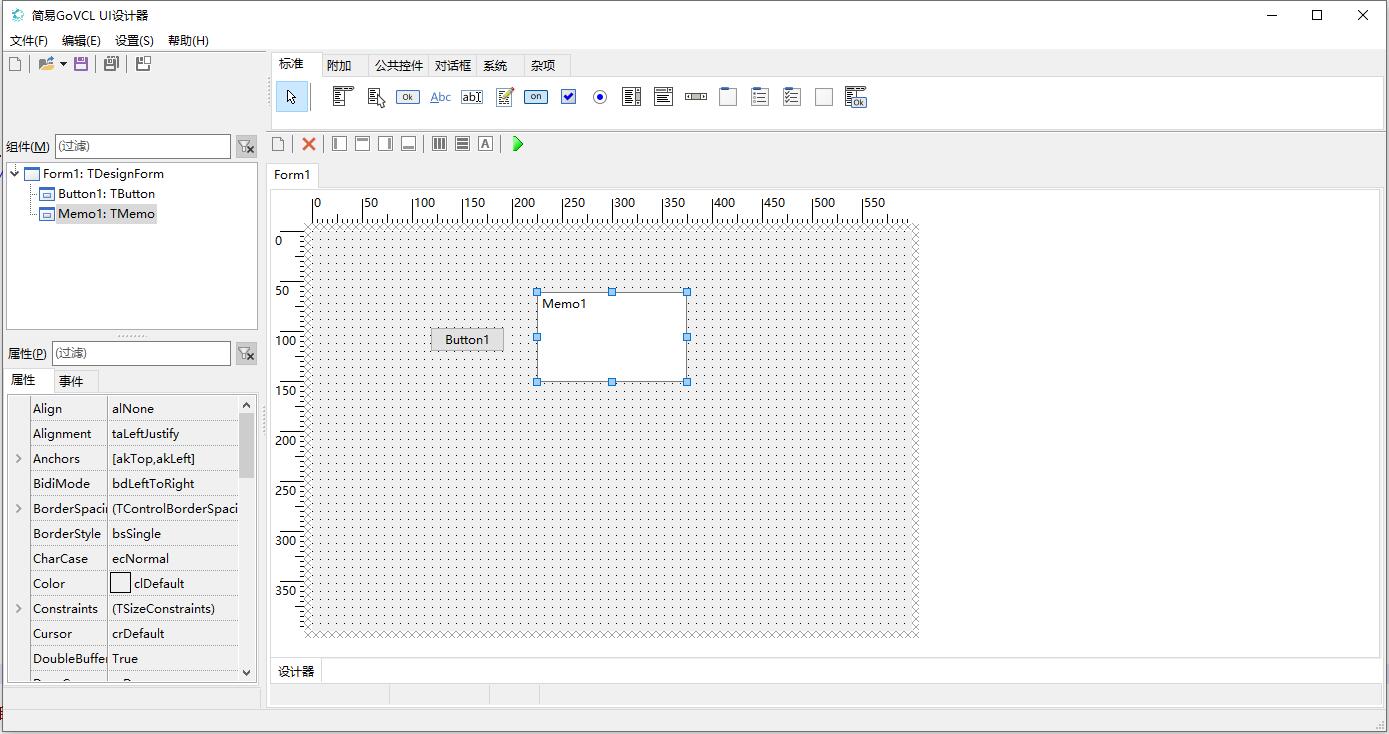 简易GoVCL UI设计器
文件(F) 编辑(E) 设置(S) 帮助(H)
标准 附加 公共控件 对话框 系统 杂项
Ok Abc ab on Ok
组件(M) (过滤)
A
Form1: TDesignForm
Button1: TButton
Memo1: TMemo
Form1
0 50 100 150 200 250 300 350 400 450 500 550
0
50
100
150
200
250
300
350
Memo1
Button1
属性(P) (过滤)
属性 事件
Align alNone
Alignment taLeftJustify
Anchors [akTop,akLeft]
BidiMode bdLeftToRight
BorderSpacin (TControlBorderSpaci
BorderStyle bsSingle
CharCase ecNormal
Color clDefault
Constraints (TSizeConstraints)
Cursor crDefault
DoubleBuffer True
设计器